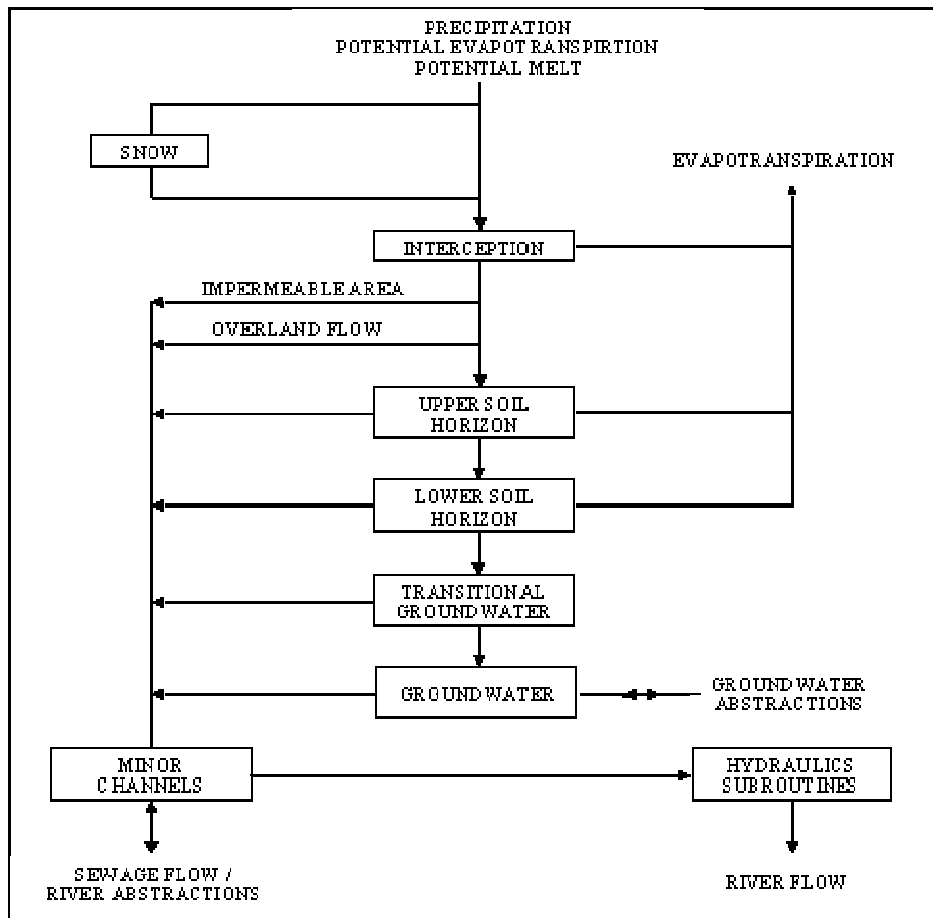 PRECIPITATION
POTENTIAL EVAPOT RANSPIRTION
POTENTIAL MELT
SNOW
EVAPOTRANSPIRATION
INTERCEPTION
IMPERMEABLE AREA
OVERLAND FLOW
UPPER SOIL
HORIZON
LOWER SOIL
HORIZON
TRANSITIONAL
GROUNDWATER
GROUNDWATER
GROUNDWATER
ABSTRACTIONS
MINOR
CHANNELS
HYDRAULICS
SUBROUTINES
SEWAGE FLOW /
RIVER ABSTRACTIONS
RIVER FLOW